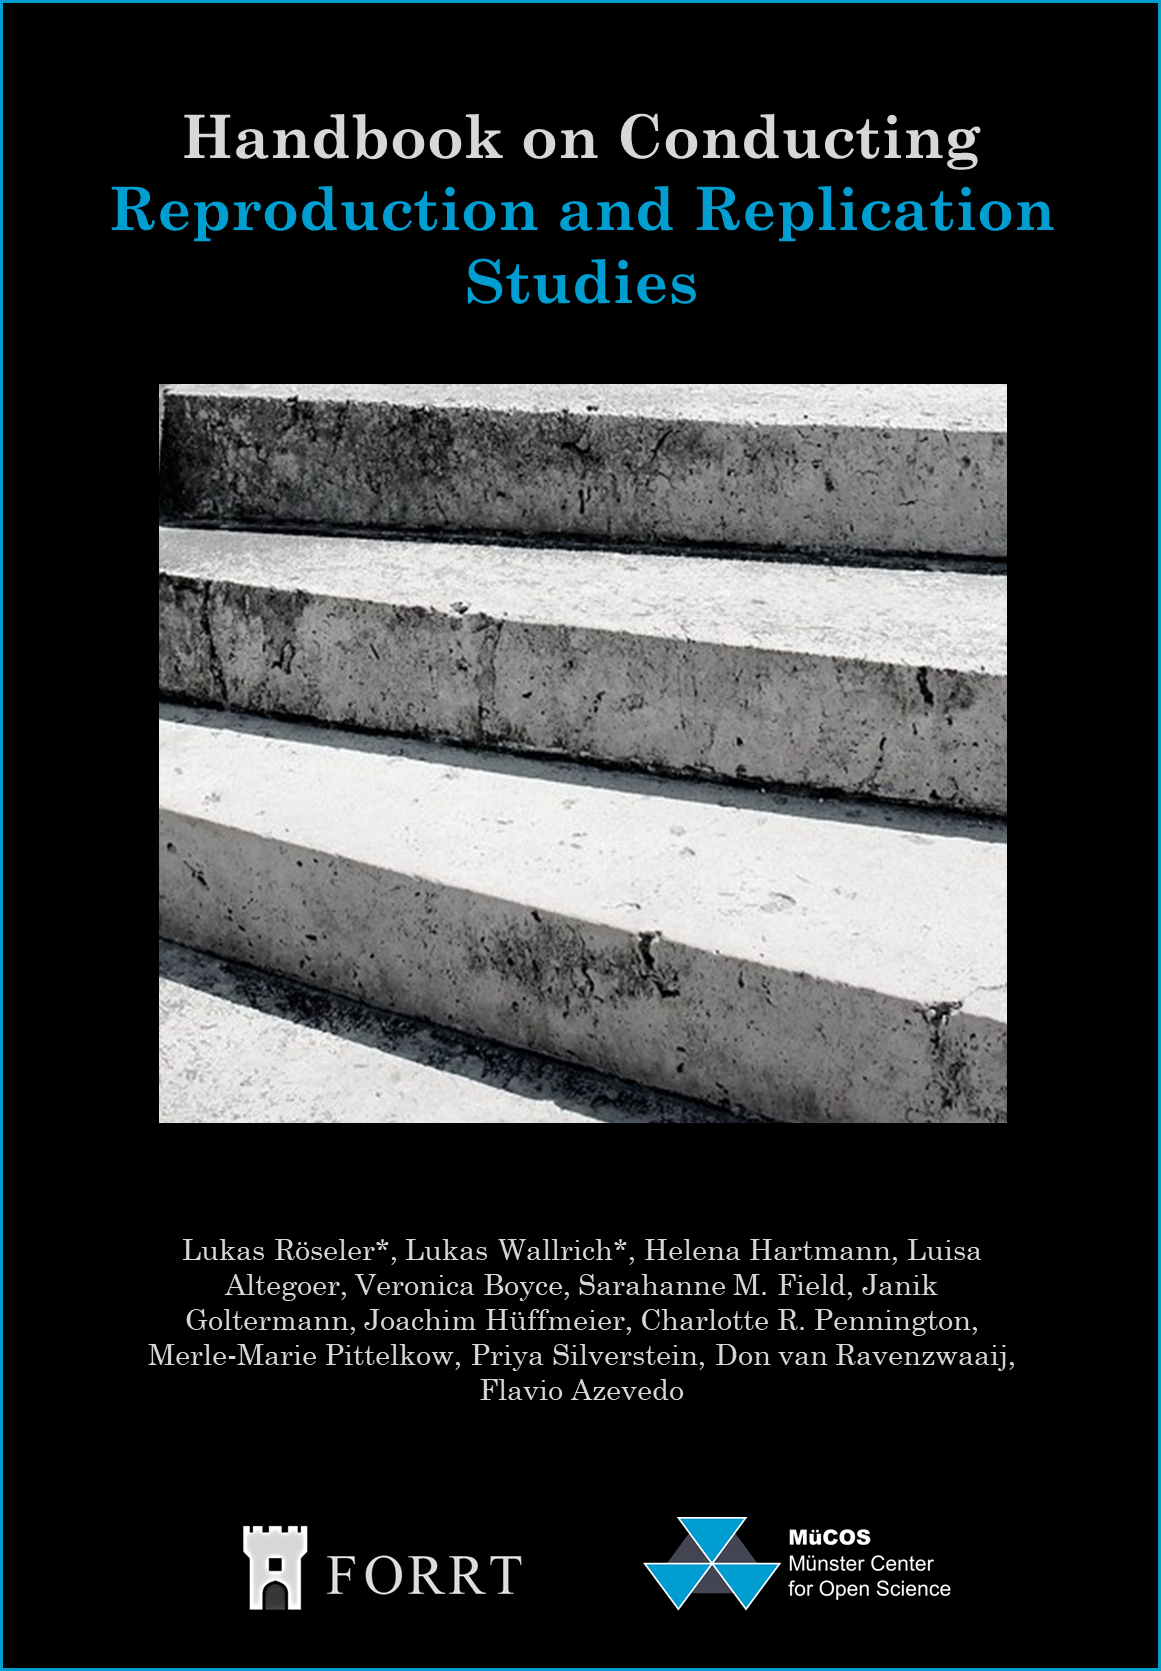 Handbook on Conducting
Reproduction and Replication
Studies
Lukas Röseler*, Lukas Wallrich*, Helena Hartmann, Luisa
Altegoer, Veronica Boyce, Sarahanne M. Field, Janik
Goltermann, Joachim Hüffmeier, Charlotte R. Pennington,
Merle-Marie Pittelkow, Priya Silverstein, Don van Ravenzwaaij,
Flavio Azevedo
FORRT
MüCOS
Münster Center
for Open Science